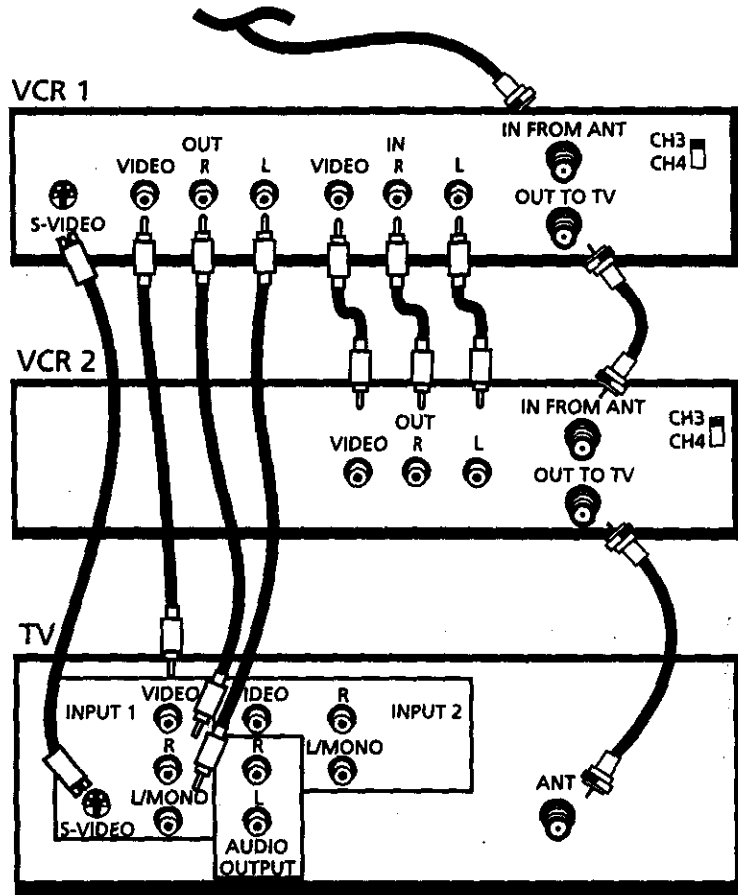 VCR 1
OUT
IN
IN FROM ANT
CH3
CH4
VIDEO R L
VIDEO R L
OUT TO TV
S-VIDEO
VCR 2
IN FROM ANT
CH3
CH4
OUT
VIDEO R L
OUT TO TV
TV
INPUT 1
VIDEO
IDEO
R
INPUT 2
R
R
L/MONO
L/MONO
L
ANT
S-VIDEO
AUDIO
OUTPUT